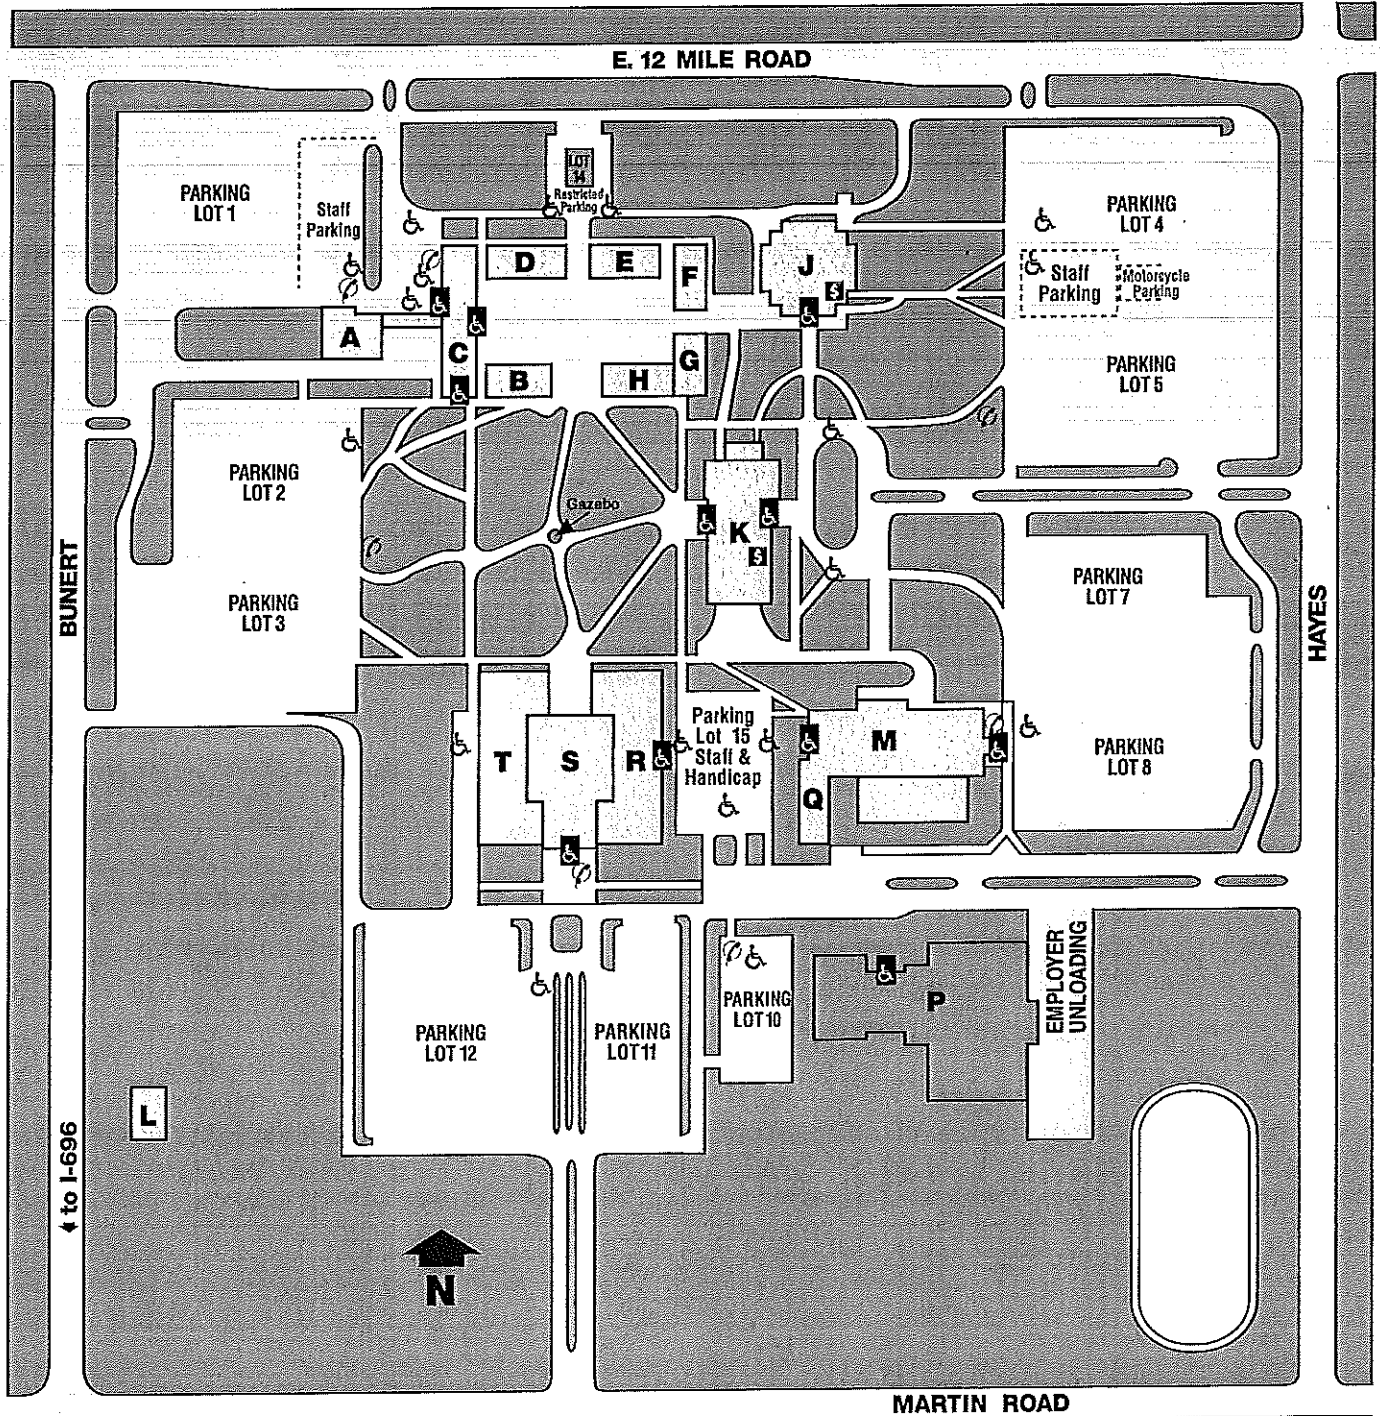 E. 12 MILE ROAD
LOT
14
Restricted
Parking
PARKING
LOT 1
Staff
Parking
PARKING
LOT 4
Staff
Parking
Motorcycle
Parking
D
E
F
J
$
A
C
B
H
G
PARKING
LOT 5
PARKING
LOT 2
Gazebo
K
$
BUNERT
PARKING
LOT 3
PARKING
LOT 7
HAYES
Parking
Lot 15
Staff &
Handicap
T
S
R
M
Q
PARKING
LOT 8
PARKING
LOT 12
PARKING
LOT 11
PARKING
LOT 10
P
EMPLOYER
UNLOADING
L
to I-696
N
MARTIN ROAD